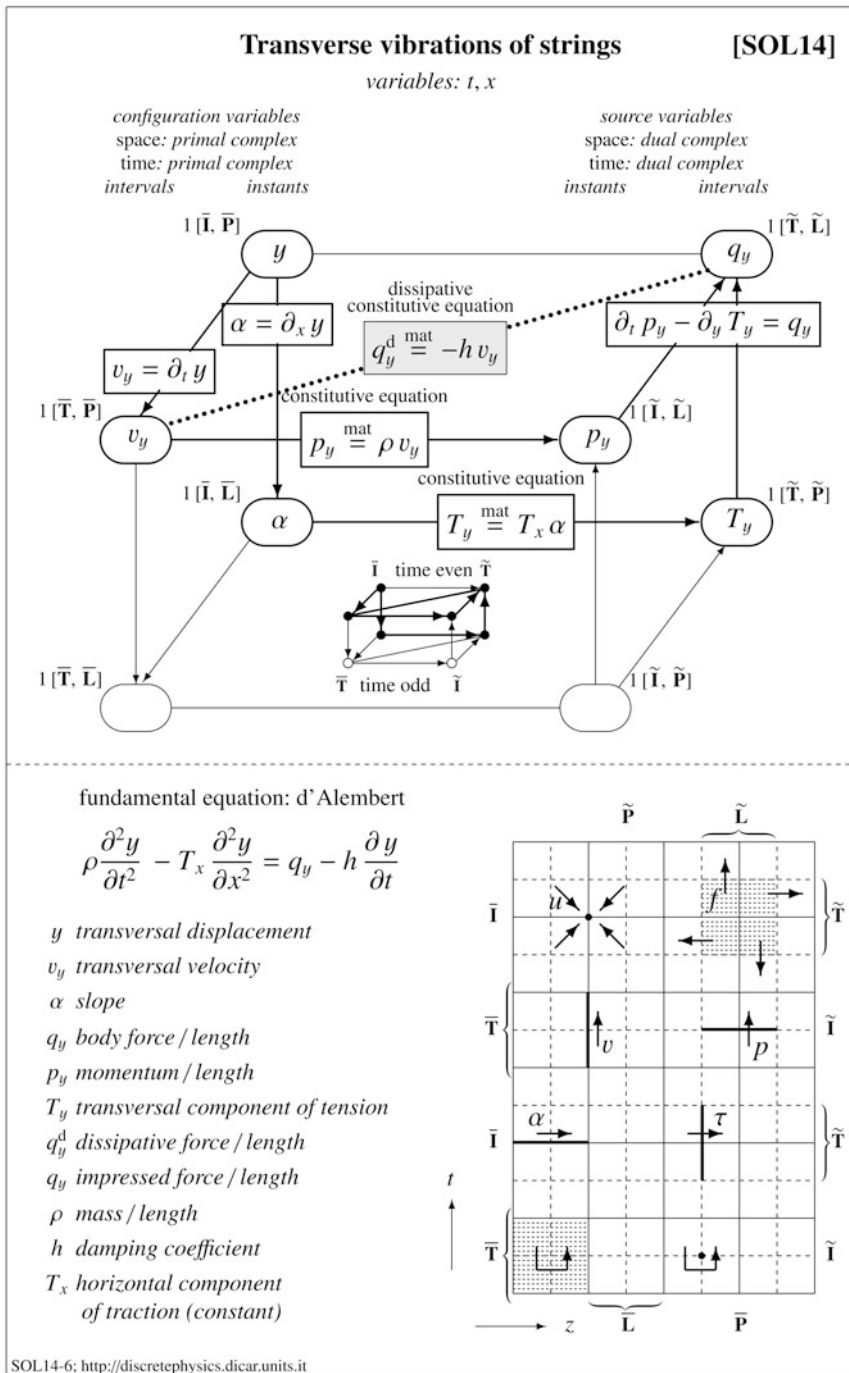 Transverse vibrations of strings [SOL14]
variables: t, x
configuration variables
space: primal complex
time: primal complex
intervals instants
source variables
space: dual complex
time: dual complex
instants intervals
1 [Ī, P̄]
y
1 [T̃, L̃]
q_y
dissipative
constitutive equation
α = ∂_x y
q_y^d =^mat −h v_y
∂_t p_y − ∂_y T_y = q_y
v_y = ∂_t y
1 [T̄, P̄]
v_y
constitutive equation
p_y =^mat ρ v_y
1 [Ĩ, L̃]
p_y
1 [Ī, L̄]
α
constitutive equation
T_y =^mat T_x α
1 [T̃, P̃]
T_y
Ī time even T̃
T̄ time odd Ĩ
1 [T̄, L̄]
1 [Ĩ, P̃]
fundamental equation: d'Alembert
ρ ∂²y/∂t² − T_x ∂²y/∂x² = q_y − h ∂y/∂t
y transversal displacement
v_y transversal velocity
α slope
q_y body force / length
p_y momentum / length
T_y transversal component of tension
q_y^d dissipative force / length
q_y impressed force / length
ρ mass / length
h damping coefficient
T_x horizontal component
of traction (constant)
P̃ L̃
Ī u f T̃
T̄ v p Ĩ
Ī α τ T̃
t
T̄ Ĩ
z L̄ P̄
SOL14-6; http://discretephysics.dicar.units.it